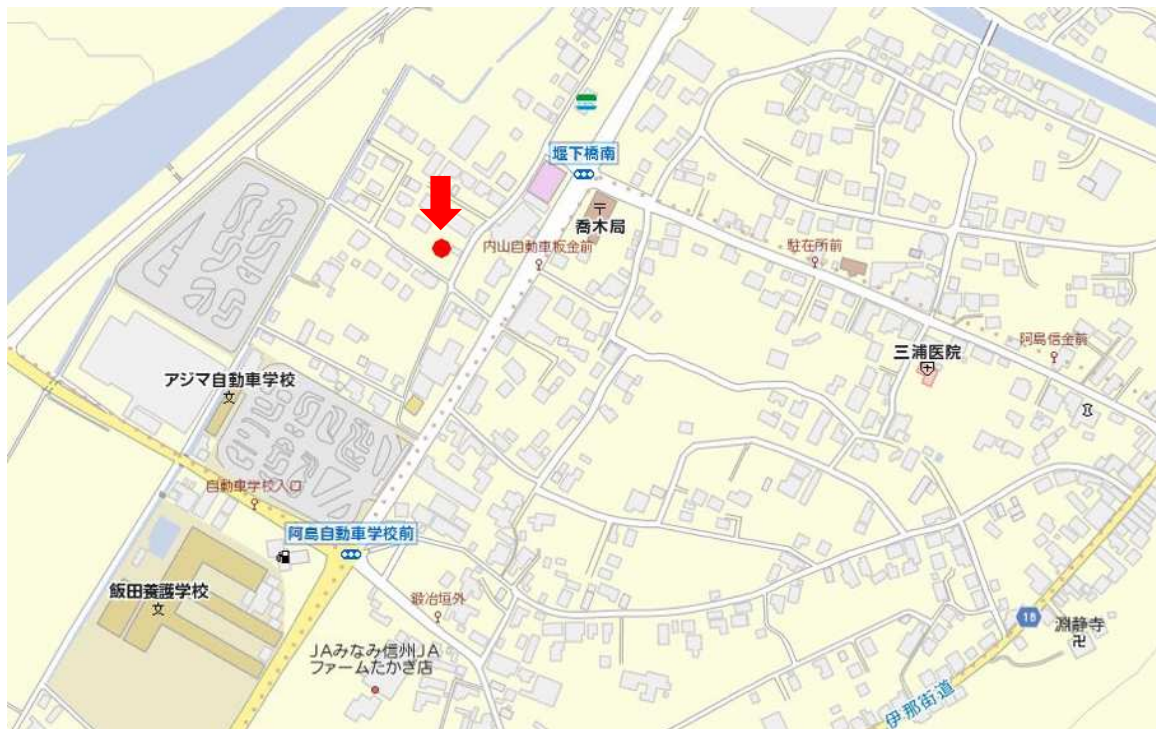 堰下橋南
〒
喬木局
内山自動車板金前
駐在所前
三浦医院
阿島信金前
アジマ自動車学校
文
自動車学校入口
阿島自動車学校前
飯田養護学校
文
鍛冶垣外
JAみなみ信州JA
ファームたかぎ店
18
淵静寺
卍
伊那街道